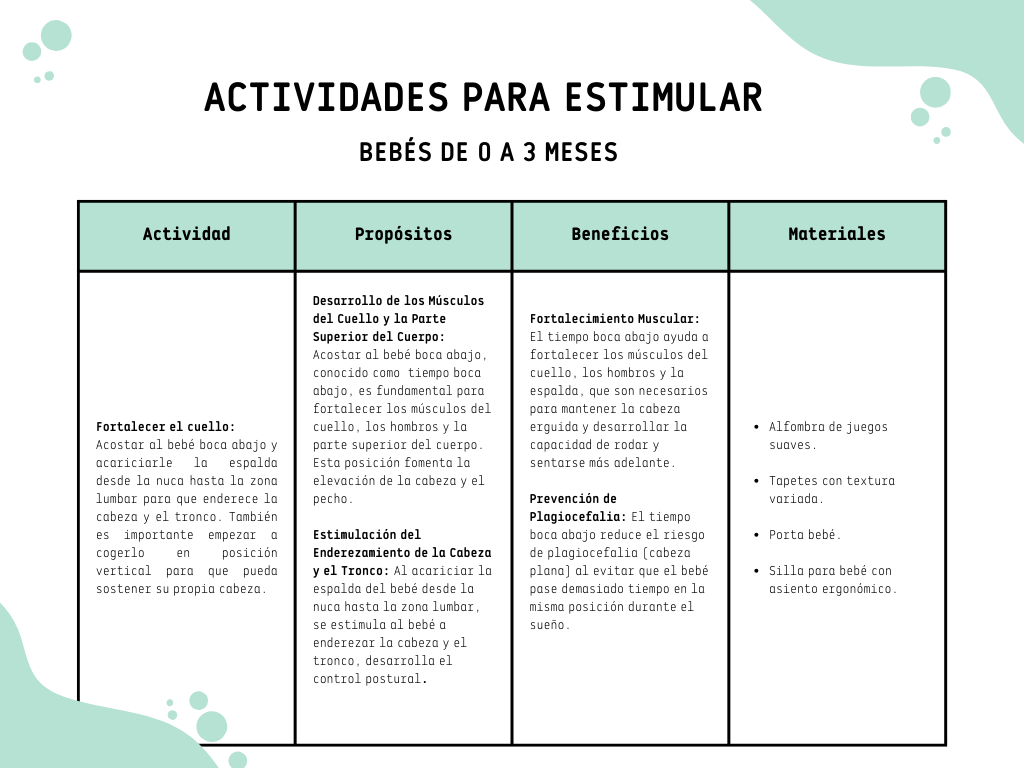 ACTIVIDADES PARA ESTIMULAR
BEBÉS DE 0 A 3 MESES
Actividad
Propósitos
Beneficios
Materiales
Fortalecer el cuello:
Acostar al bebé boca abajo y
acariciarle la espalda
desde la nuca hasta la zona
lumbar para que enderece la
cabeza y el tronco. También
es importante empezar a
cogerlo en posición
vertical para que pueda
sostener su propia cabeza.
Desarrollo de los Músculos
del Cuello y la Parte
Superior del Cuerpo:
Acostar al bebé boca abajo,
conocido como tiempo boca
abajo, es fundamental para
fortalecer los músculos del
cuello, los hombros y la
parte superior del cuerpo.
Esta posición fomenta la
elevación de la cabeza y el
pecho.
Estimulación del
Enderezamiento de la Cabeza
y el Tronco: Al acariciar la
espalda del bebé desde la
nuca hasta la zona lumbar,
se estimula al bebé a
enderezar la cabeza y el
tronco, desarrolla el
control postural.
Fortalecimiento Muscular:
El tiempo boca abajo ayuda a
fortalecer los músculos del
cuello, los hombros y la
espalda, que son necesarios
para mantener la cabeza
erguida y desarrollar la
capacidad de rodar y
sentarse más adelante.
Prevención de
Plagiocefalia: El tiempo
boca abajo reduce el riesgo
de plagiocefalia (cabeza
plana) al evitar que el bebé
pase demasiado tiempo en la
misma posición durante el
sueño.
• Alfombra de juegos
suaves.
• Tapetes con textura
variada.
• Porta bebé.
• Silla para bebé con
asiento ergonómico.